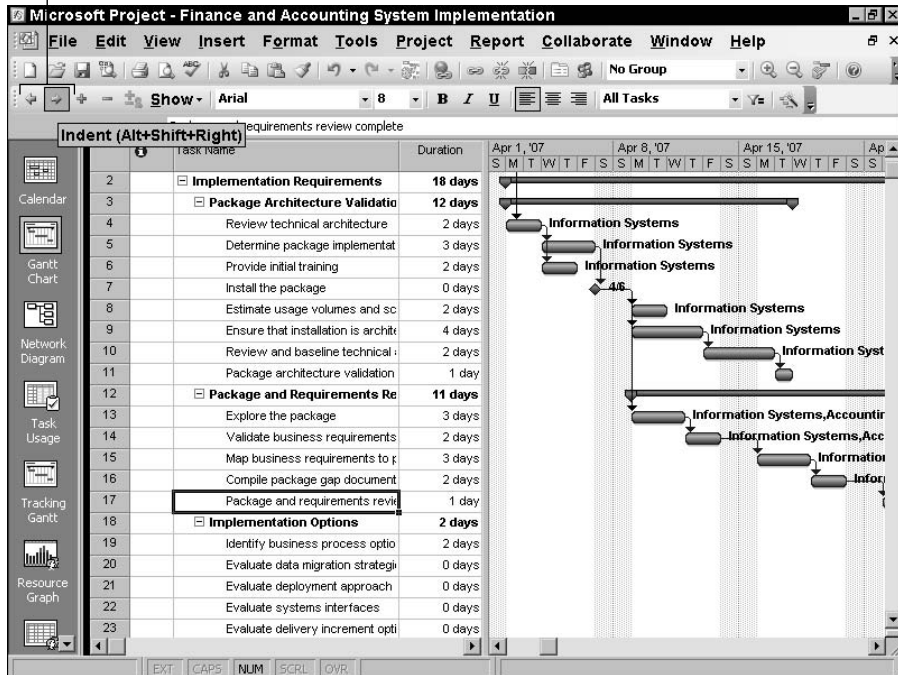 Microsoft Project - Finance and Accounting System Implementation
File Edit View Insert Format Tools Project Report Collaborate Window Help
No Group
Show Arial 8 B I U All Tasks
Indent (Alt+Shift+Right)
equirements review complete
Task Name Duration Apr 1, '07 Apr 8, '07 Apr 15, '07 Ap
S M T W T F S S M T W T F S S M T W T F S S
2 Implementation Requirements 18 days
3 Package Architecture Validatio 12 days
4 Review technical architecture 2 days Information Systems
5 Determine package implementat 3 days Information Systems
6 Provide initial training 2 days Information Systems
7 Install the package 0 days 4/6
8 Estimate usage volumes and sc 2 days Information Systems
9 Ensure that installation is archite 4 days Information Systems
10 Review and baseline technical 2 days Information Syst
11 Package architecture validation 1 day
12 Package and Requirements Re 11 days
13 Explore the package 3 days Information Systems,Accountin
14 Validate business requirements 2 days Information Systems,Acc
15 Map business requirements to p 3 days Information
16 Compile package gap document 2 days Infor
17 Package and requirements revie 1 day
18 Implementation Options 2 days
19 Identify business process optio 2 days
20 Evaluate data migration strategi 0 days
21 Evaluate deployment approach 0 days
22 Evaluate systems interfaces 0 days
23 Evaluate delivery increment opti 0 days
Calendar
Gantt
Chart
Network
Diagram
Task
Usage
Tracking
Gantt
Resource
Graph
EXT CAPS NUM SCRL OVR